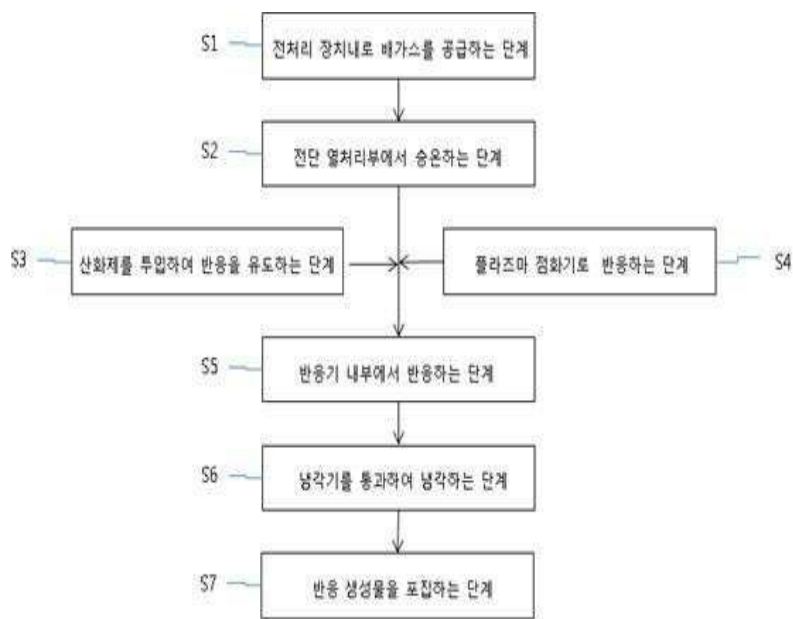 S1
전처리 장치내로 배가스를 공급하는 단계
S2
전단 열처리부에서 승온하는 단계
S3
산화제를 투입하여 반응을 유도하는 단계
플라즈마 점화기로 반응하는 단계
S4
S5
반응기 내부에서 반응하는 단계
S6
냉각기를 통과하여 냉각하는 단계
S7
반응 생성물을 포집하는 단계